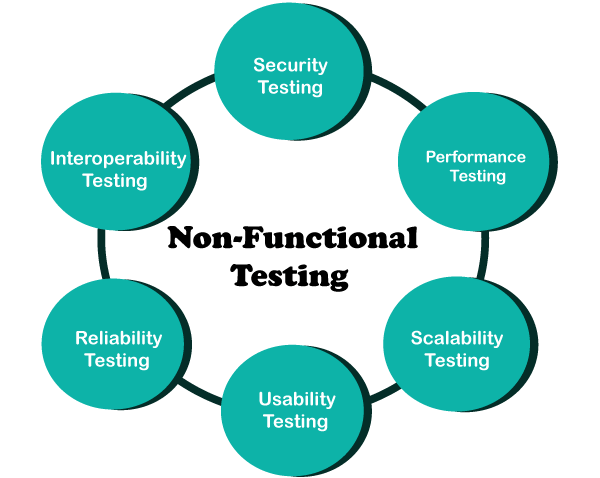 Security
Testing
Performance
Testing
Scalability
Testing
Usability
Testing
Reliability
Testing
Interoperability
Testing
Non-Functional
Testing